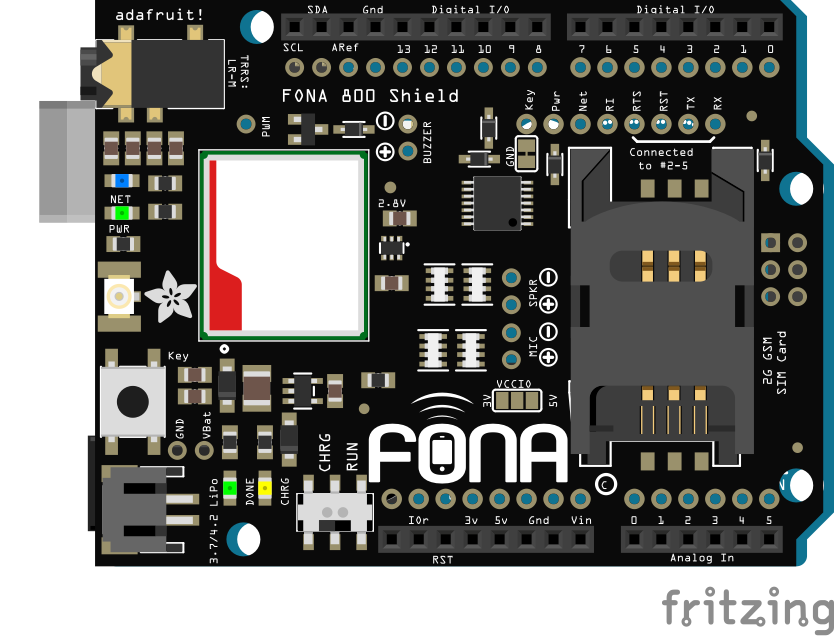 adafruit!
SDA Gnd Digital I/O Digital I/O
SCL ARef 13 12 11 10 9 8 7 6 5 4 3 2 1 0
TRRS:
LR-M
FONA 800 Shield
Key Pwr Net RI RTS RST TX RX
PWM
BUZZER
GND
Connected
to #2-5
NET
PWR
2.8V
SPKR
MIC
2G GSM
SIM Card
Key
VCCIO
3V 5V
GND VBat
CHRG RUN
FONA
3.7/4.2 LiPo
DONE
CHRG
C
IOr 3v 5v Gnd Vin 0 1 2 3 4 5
RST Analog In
fritzing